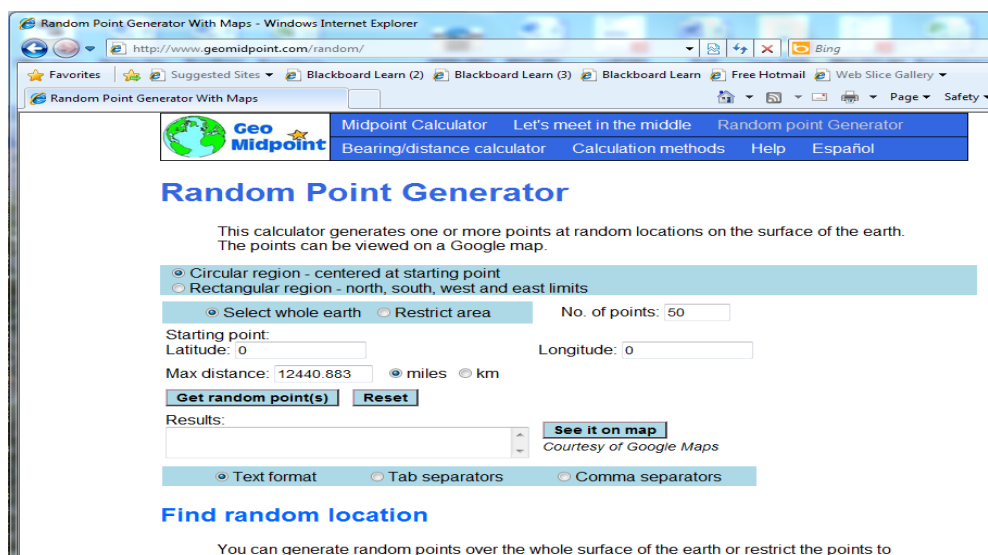 Random Point Generator With Maps - Windows Internet Explorer
http://www.geomidpoint.com/random/ Bing
Favorites Suggested Sites Blackboard Learn (2) Blackboard Learn (3) Blackboard Learn Free Hotmail Web Slice Gallery
Random Point Generator With Maps Page Safety
Geo Midpoint
Midpoint Calculator Let's meet in the middle Random point Generator
Bearing/distance calculator Calculation methods Help Español
Random Point Generator
This calculator generates one or more points at random locations on the surface of the earth.
The points can be viewed on a Google map.
Circular region - centered at starting point
Rectangular region - north, south, west and east limits
Select whole earth Restrict area No. of points: 50
Starting point:
Latitude: 0 Longitude: 0
Max distance: 12440.883 miles km
Get random point(s) Reset
Results:
See it on map
Courtesy of Google Maps
Text format Tab separators Comma separators
Find random location
You can generate random points over the whole surface of the earth or restrict the points to